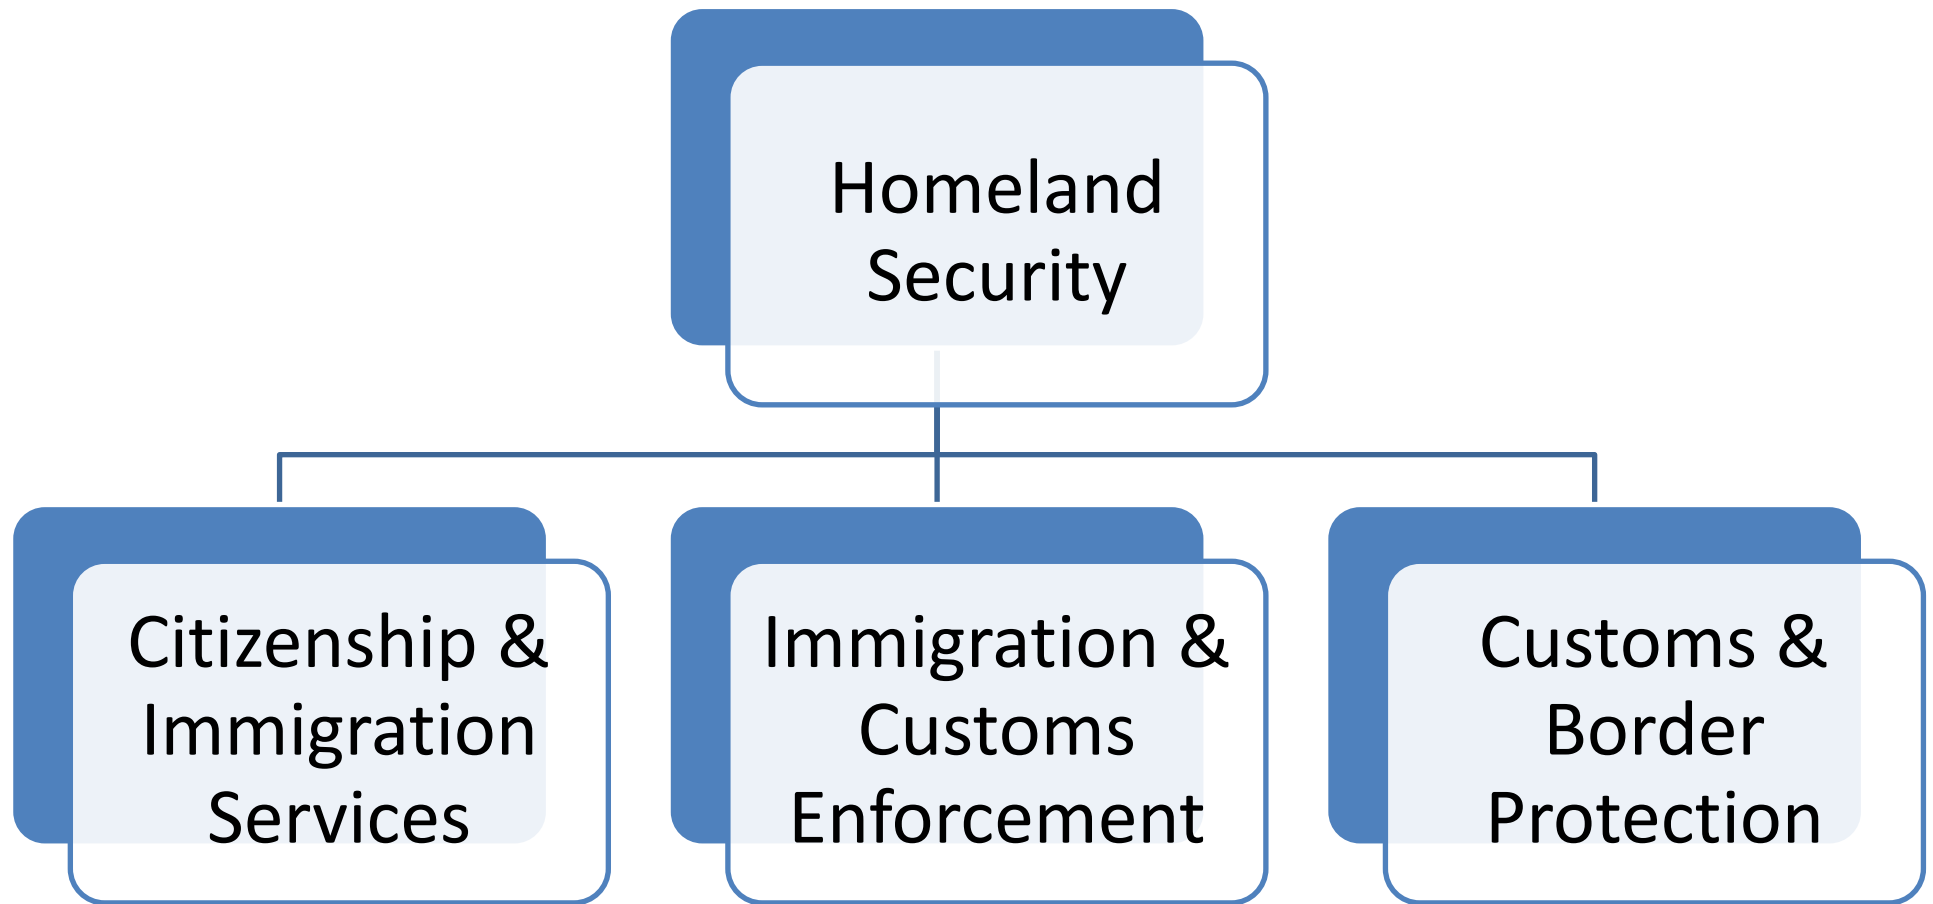 Homeland
Security
Citizenship &
Immigration
Services
Immigration &
Customs
Enforcement
Customs &
Border
Protection